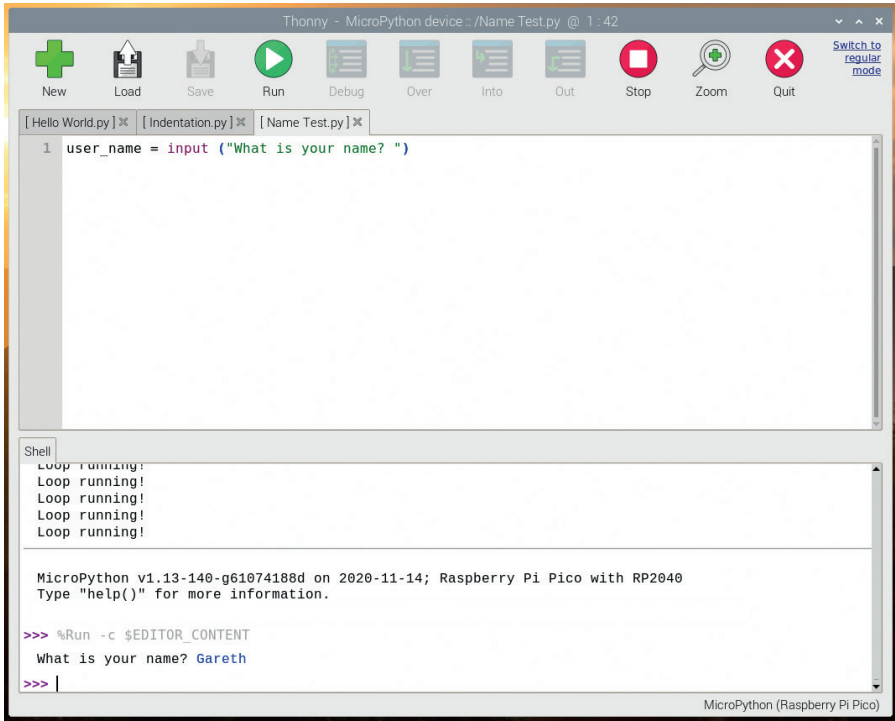 Thonny - MicroPython device :: /Name Test.py @ 1 : 42
Switch to
regular
mode
New Load Save Run Debug Over Into Out Stop Zoom Quit
[ Hello World.py ] [ Indentation.py ] [ Name Test.py ]
1 user_name = input ("What is your name? ")
Shell
Loop running!
Loop running!
Loop running!
Loop running!
Loop running!
MicroPython v1.13-140-g61074188d on 2020-11-14; Raspberry Pi Pico with RP2040
Type "help()" for more information.
>>> %Run -c $EDITOR_CONTENT
What is your name? Gareth
>>>
MicroPython (Raspberry Pi Pico)